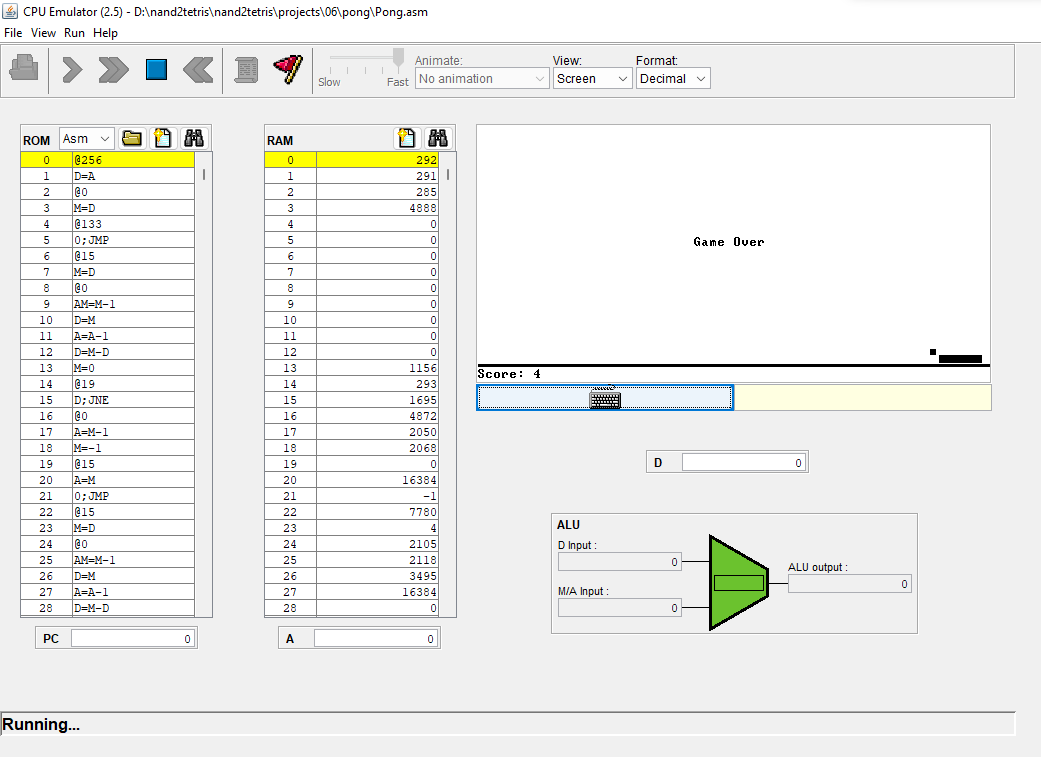 CPU Emulator (2.5) - D:\nand2tetris\nand2tetris\projects\06\pong\Pong.asm
File View Run Help
Slow Fast
Animate:
No animation
View:
Screen
Format:
Decimal
ROM Asm
0 @256
1 D=A
2 @0
3 M=D
4 @133
5 0;JMP
6 @15
7 M=D
8 @0
9 AM=M-1
10 D=M
11 A=A-1
12 D=M-D
13 M=0
14 @19
15 D;JNE
16 @0
17 A=M-1
18 M=-1
19 @15
20 A=M
21 0;JMP
22 @15
23 M=D
24 @0
25 AM=M-1
26 D=M
27 A=A-1
28 D=M-D
PC 0
RAM
0 292
1 291
2 285
3 4888
4 0
5 0
6 0
7 0
8 0
9 0
10 0
11 0
12 0
13 1156
14 293
15 1695
16 4872
17 2050
18 2068
19 0
20 16384
21 -1
22 7780
23 4
24 2105
25 2118
26 3495
27 16384
28 0
A 0
Game Over
Score: 4
D 0
ALU
D Input :
0
M/A Input :
0
ALU output :
0
Running...